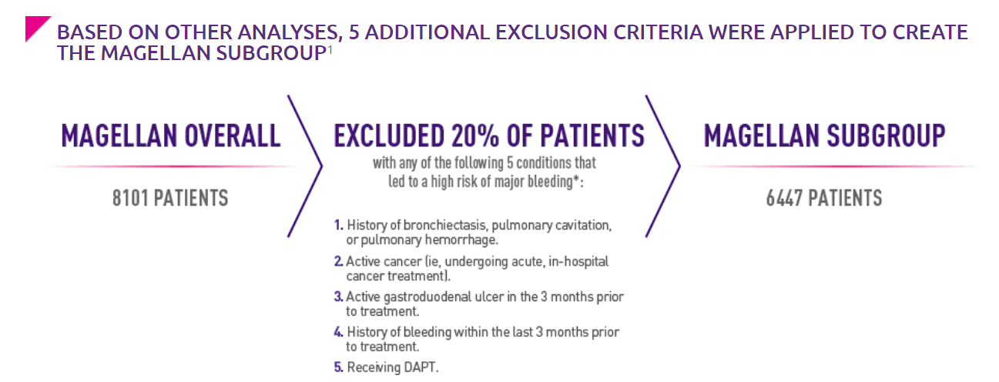 BASED ON OTHER ANALYSES, 5 ADDITIONAL EXCLUSION CRITERIA WERE APPLIED TO CREATE
THE MAGELLAN SUBGROUP1
MAGELLAN OVERALL
8101 PATIENTS
EXCLUDED 20% OF PATIENTS
with any of the following 5 conditions that
led to a high risk of major bleeding*:
1. History of bronchiectasis, pulmonary cavitation,
or pulmonary hemorrhage.
2. Active cancer (ie, undergoing acute, in-hospital
cancer treatment).
3. Active gastroduodenal ulcer in the 3 months prior
to treatment.
4. History of bleeding within the last 3 months prior
to treatment.
5. Receiving DAPT.
MAGELLAN SUBGROUP
6447 PATIENTS